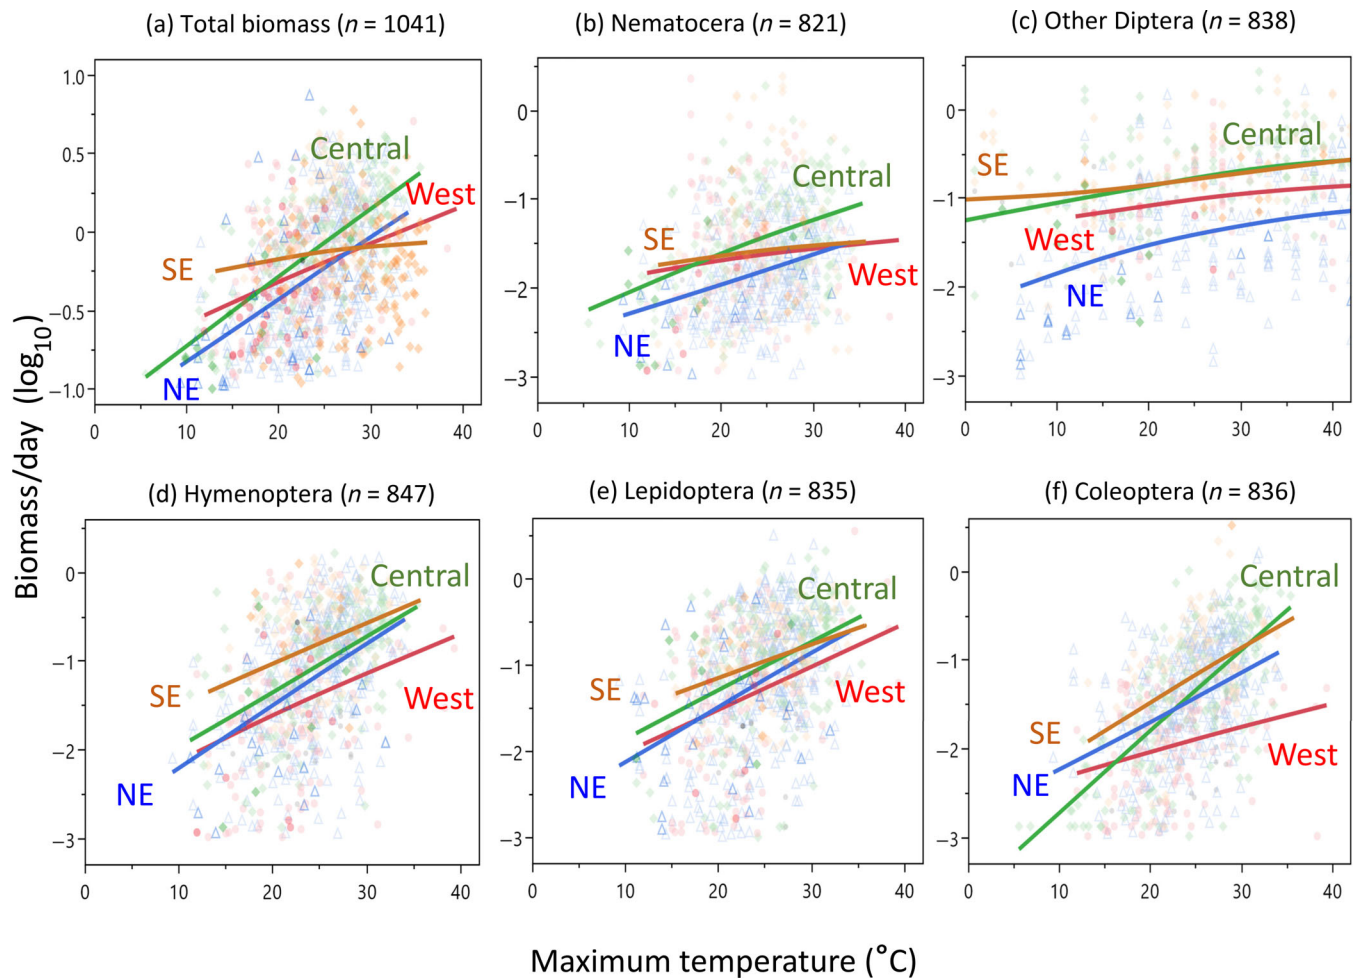 (a) Total biomass (n = 1041)
(b) Nematocera (n = 821)
(c) Other Diptera (n = 838)
1.0
0.5
0
−0.5
−1.0
Central
West
SE
NE
0 10 20 30 40
0
−1
−2
−3
Central
SE
West
NE
0 10 20 30 40
0
−1
−2
−3
Central
SE
West
NE
0 10 20 30 40
Biomass/day (log10)
(d) Hymenoptera (n = 847)
(e) Lepidoptera (n = 835)
(f) Coleoptera (n = 836)
0
−1
−2
−3
Central
SE
West
NE
0 10 20 30 40
0
−1
−2
−3
Central
SE
West
NE
0 10 20 30 40
0
−1
−2
−3
Central
SE
West
NE
0 10 20 30 40
Maximum temperature (°C)